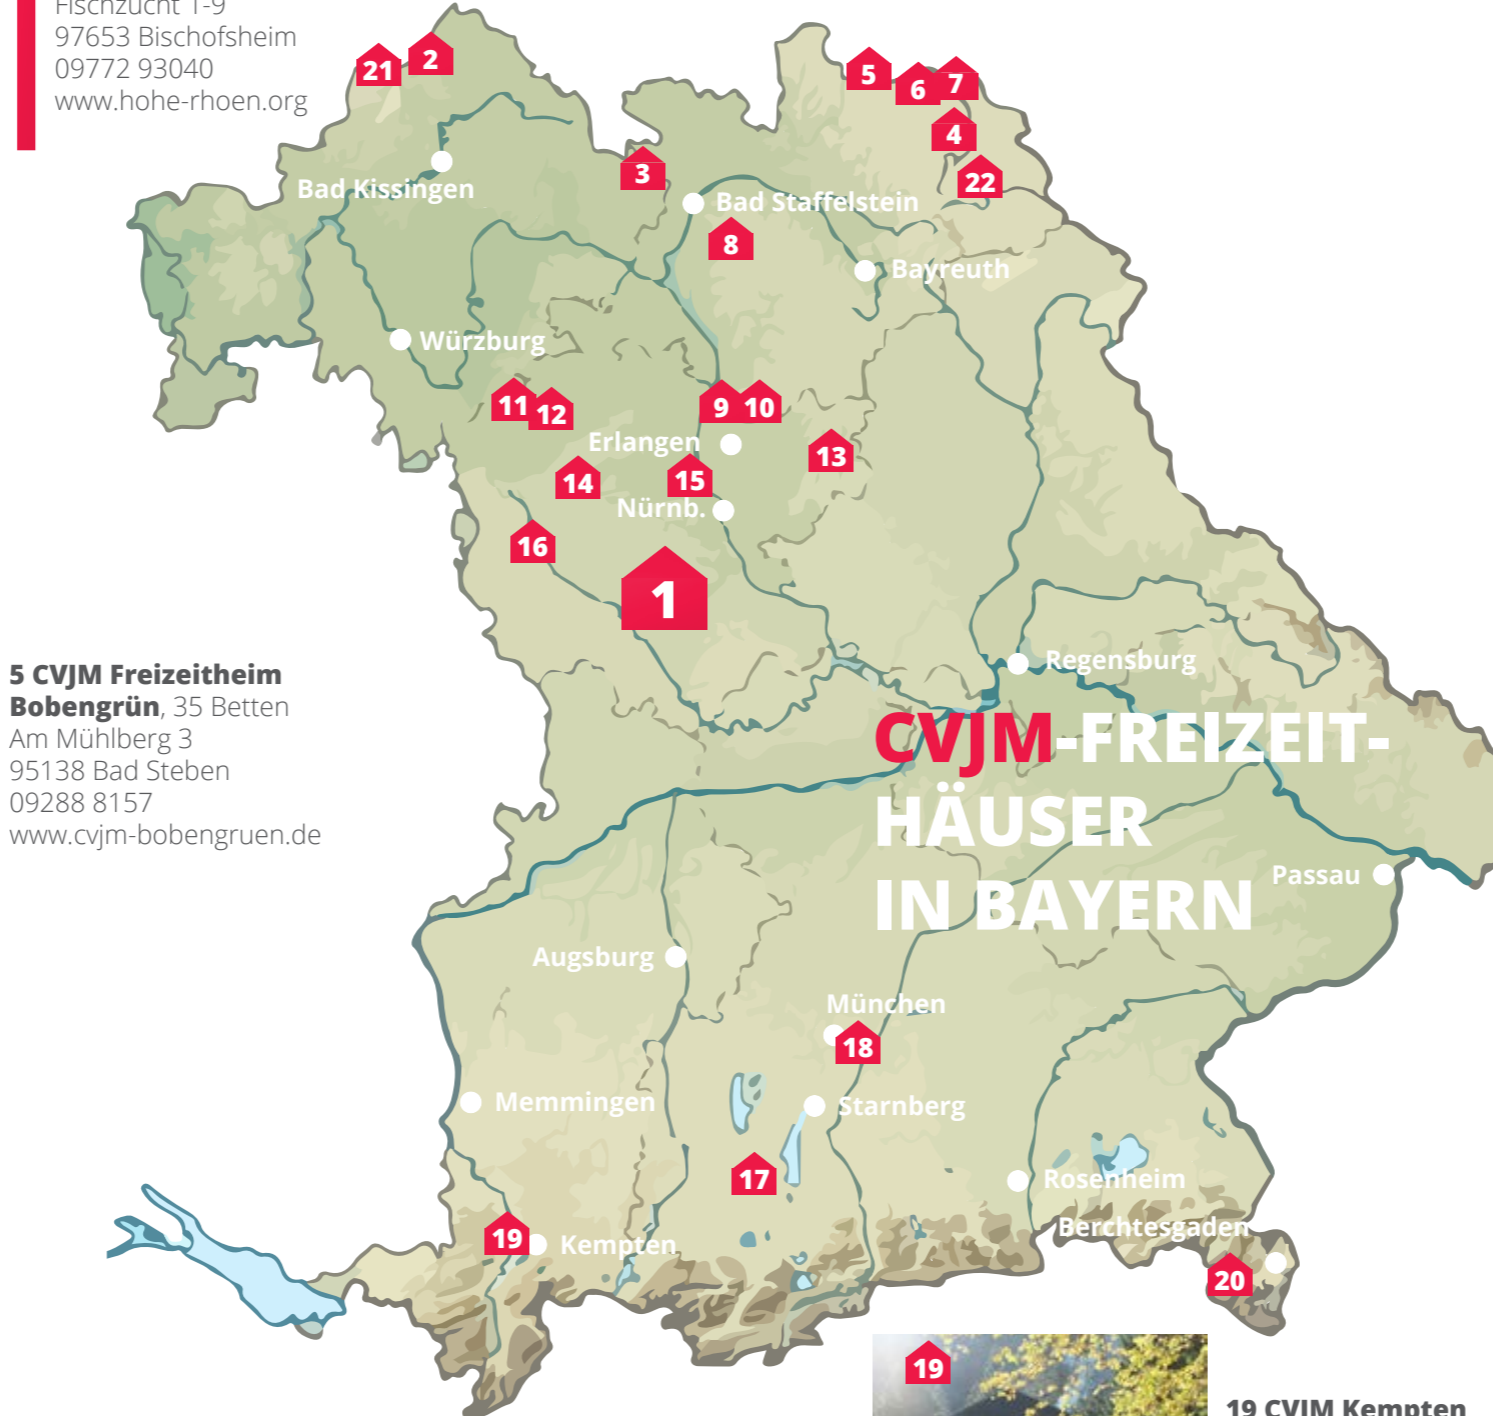 Fischzucht 1-9
97653 Bischofsheim
09772 93040
www.hohe-rhoen.org
21
2
5
6
7
4
22
3
Bad Kissingen
Bad Staffelstein
8
Bayreuth
Würzburg
11
12
9
10
Erlangen
13
14
15
Nürnb.
16
1
5 CVJM Freizeitheim
Bobengrün, 35 Betten
Am Mühlberg 3
95138 Bad Steben
09288 8157
www.cvjm-bobengruen.de
Regensburg
CVJM-FREIZEIT-
HÄUSER
IN BAYERN
Passau
Augsburg
München
18
Memmingen
Starnberg
17
Rosenheim
Berchtesgaden
19
Kempten
20
19
19 CVJM Kempten